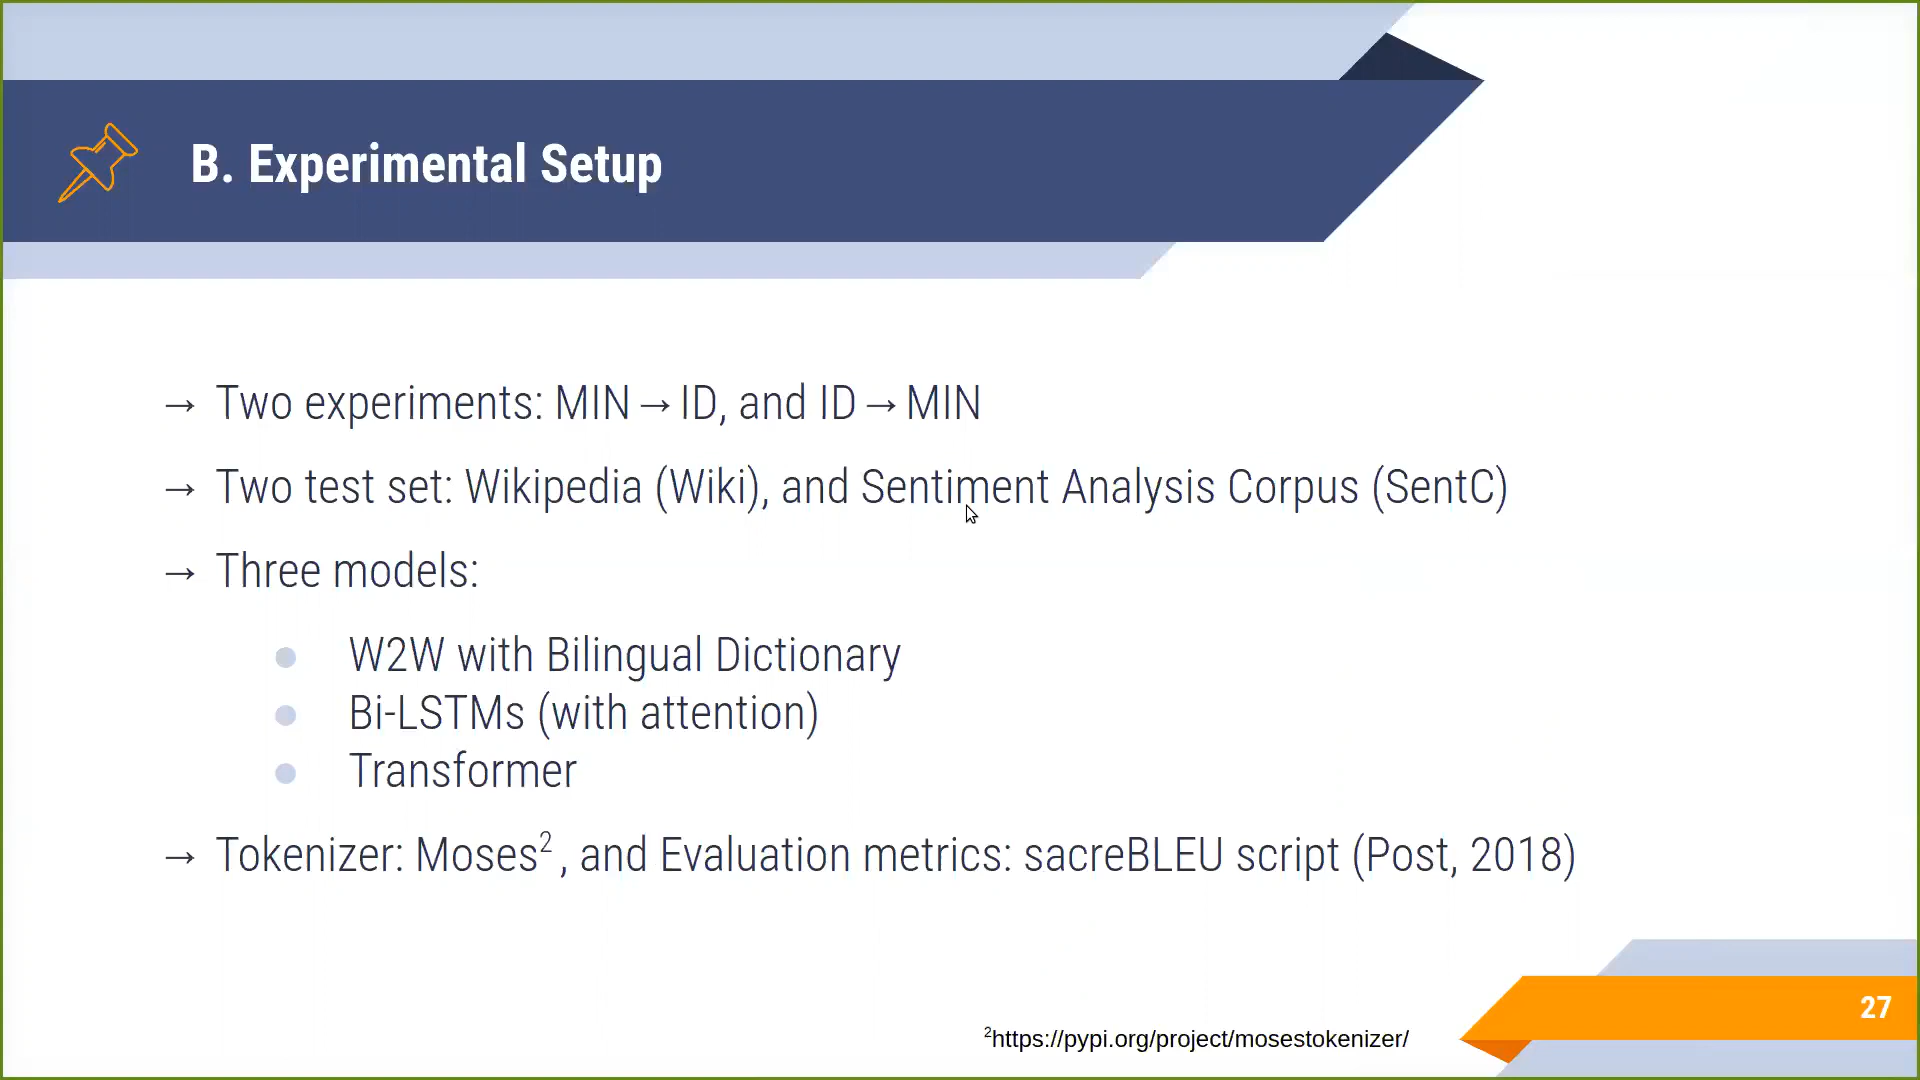 B. Experimental Setup
→ Two experiments: MIN→ID, and ID→MIN
→ Two test set: Wikipedia (Wiki), and Sentiment Analysis Corpus (SentC)
→ Three models:
● W2W with Bilingual Dictionary
● Bi-LSTMs (with attention)
● Transformer
→ Tokenizer: Moses², and Evaluation metrics: sacreBLEU script (Post, 2018)
27
²https://pypi.org/project/mosestokenizer/